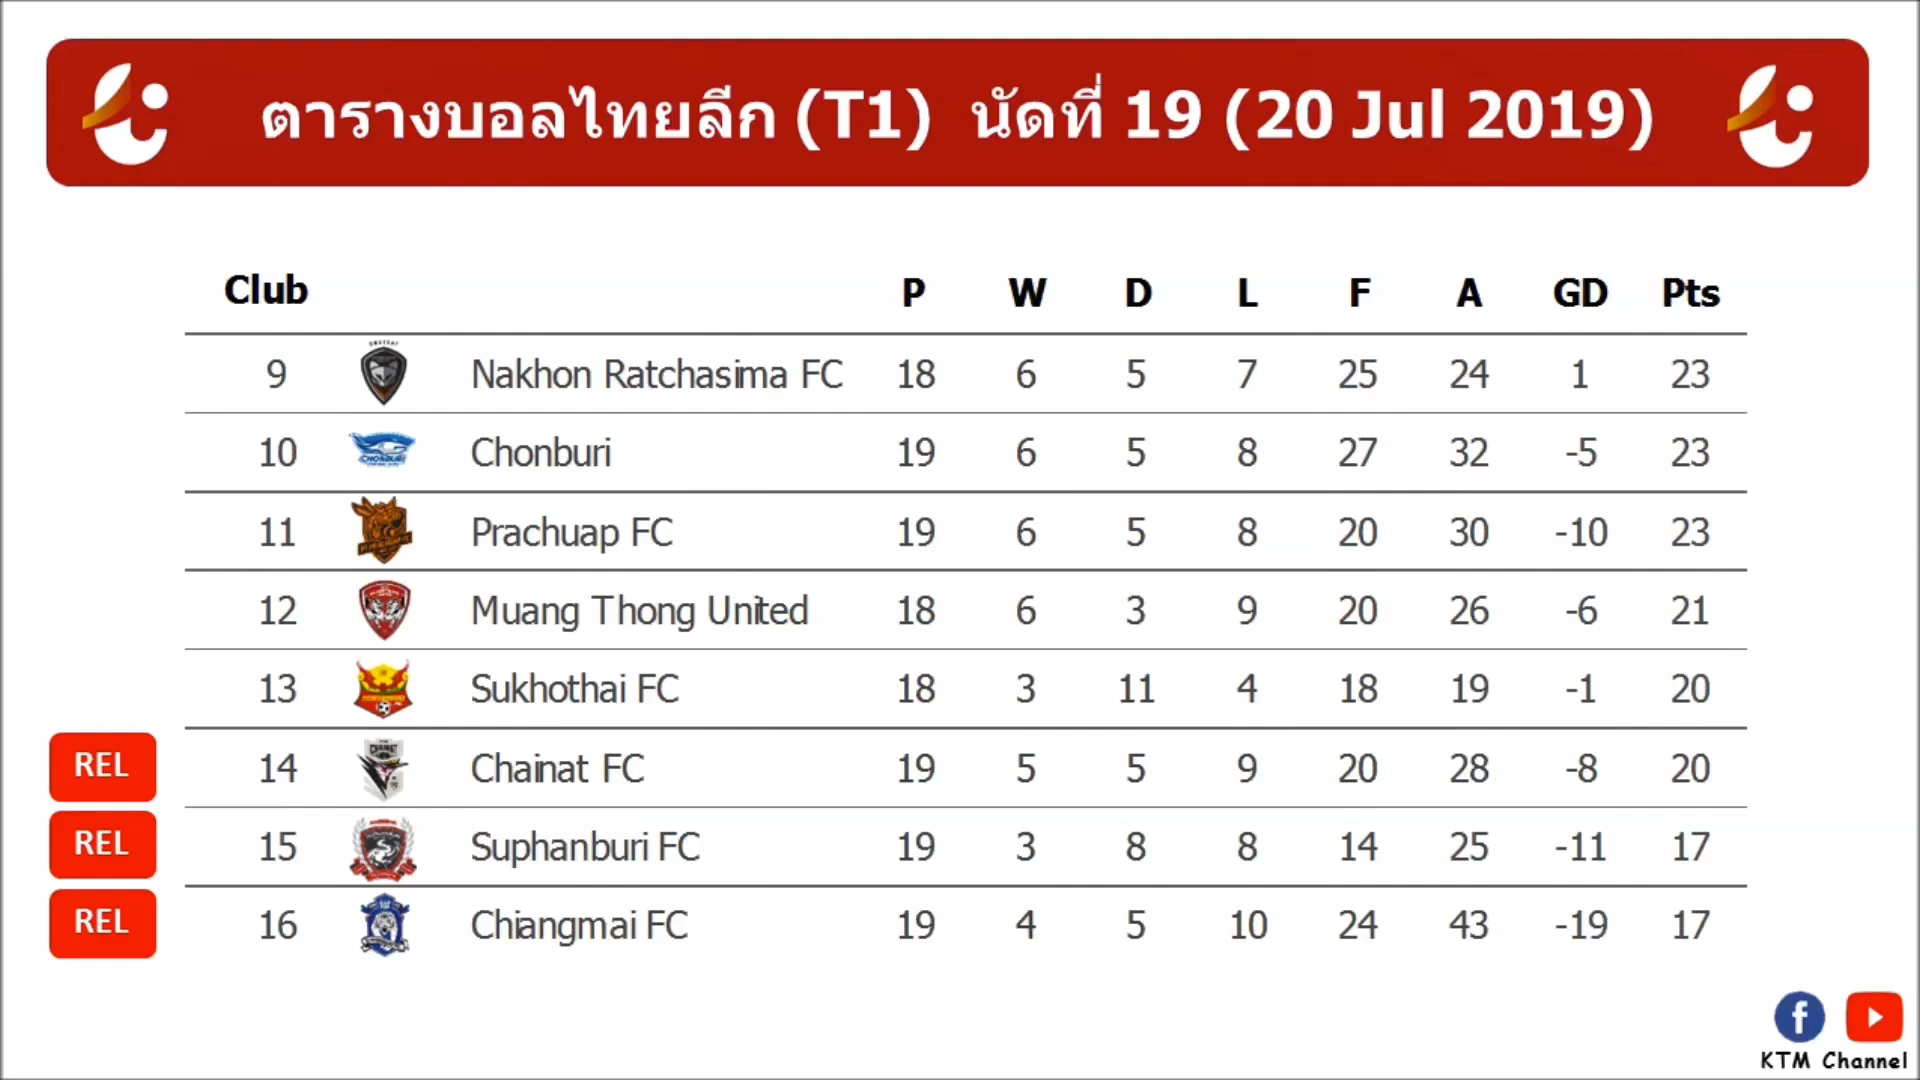 ตารางบอลไทยลีก (T1) นัดที่ 19 (20 Jul 2019)
Club P W D L F A GD Pts
9 Nakhon Ratchasima FC 18 6 5 7 25 24 1 23
10 Chonburi 19 6 5 8 27 32 -5 23
11 Prachuap FC 19 6 5 8 20 30 -10 23
12 Muang Thong United 18 6 3 9 20 26 -6 21
13 Sukhothai FC 18 3 11 4 18 19 -1 20
REL 14 Chainat FC 19 5 5 9 20 28 -8 20
REL 15 Suphanburi FC 19 3 8 8 14 25 -11 17
REL 16 Chiangmai FC 19 4 5 10 24 43 -19 17
KTM Channel